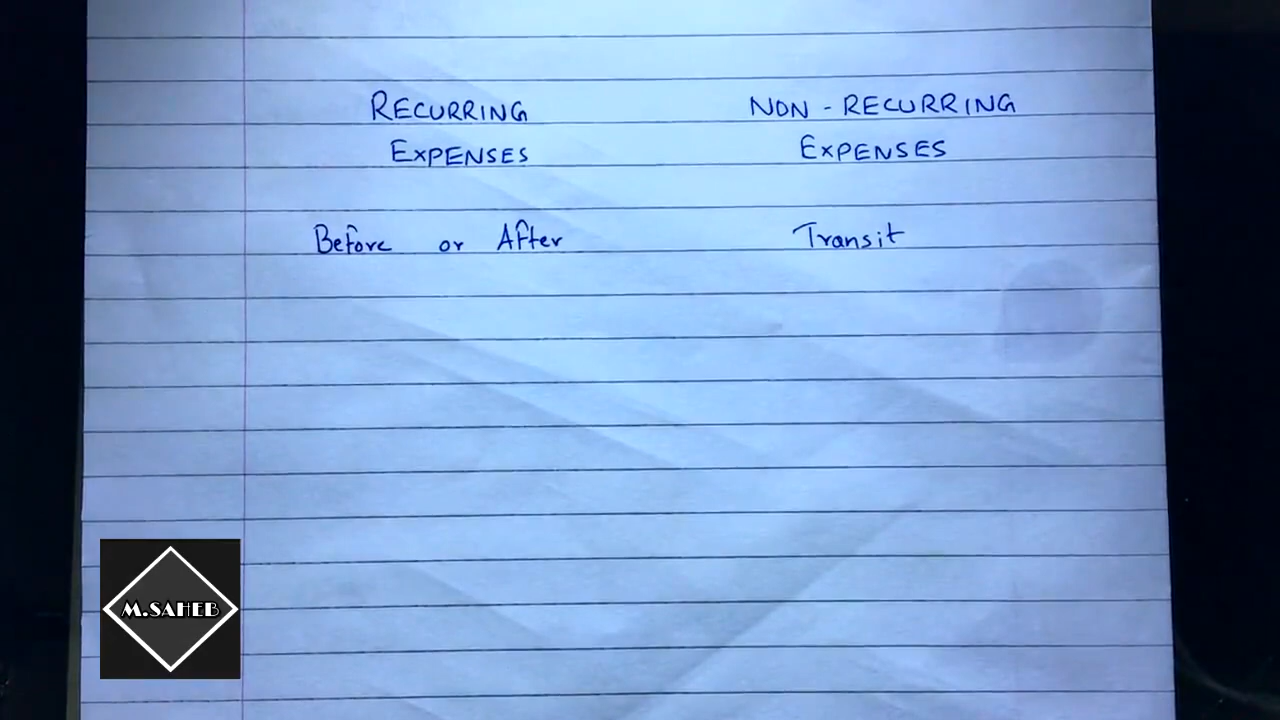 RECURRING EXPENSES
NON - RECURRING EXPENSES
Before or After
Transit
M.SAHEB